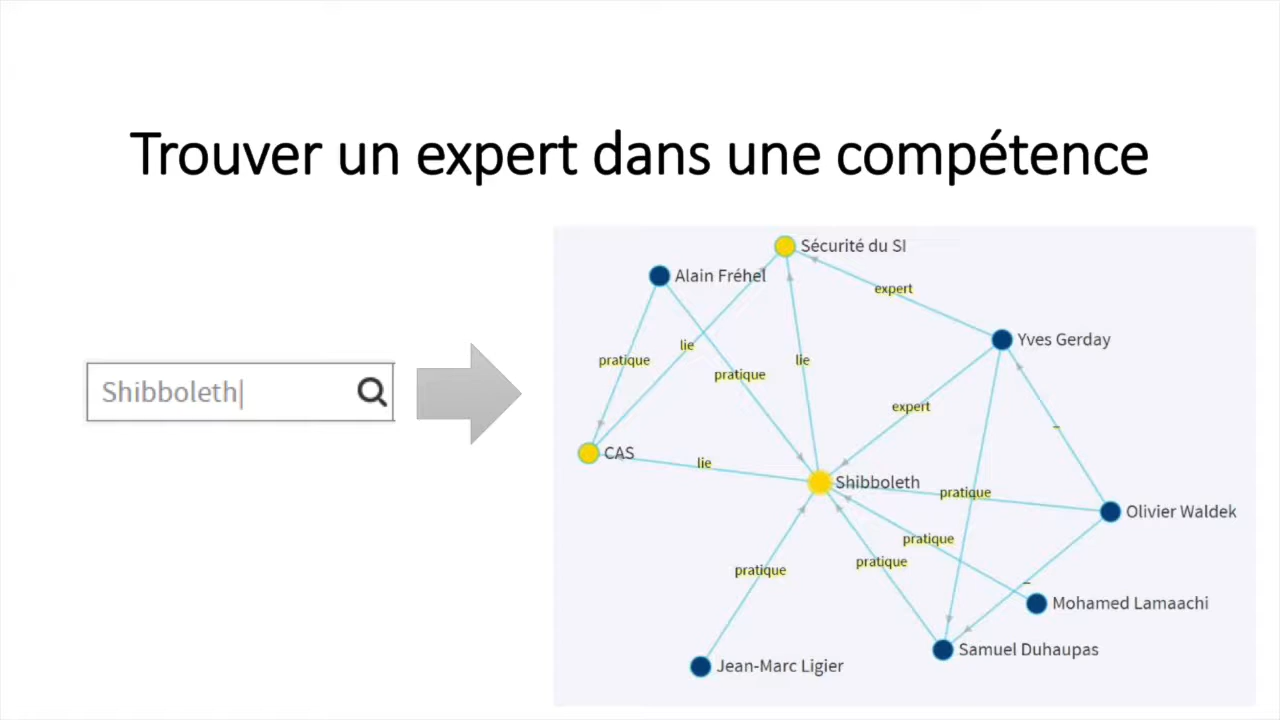 Trouver un expert dans une compétence
Sécurité du SI
Alain Fréhel
expert
Yves Gerday
lie
pratique
lie
pratique
Shibboleth
expert
CAS
lie
Shibboleth
pratique
Olivier Waldek
pratique
pratique
pratique
Mohamed Lamaachi
Samuel Duhaupas
Jean-Marc Ligier